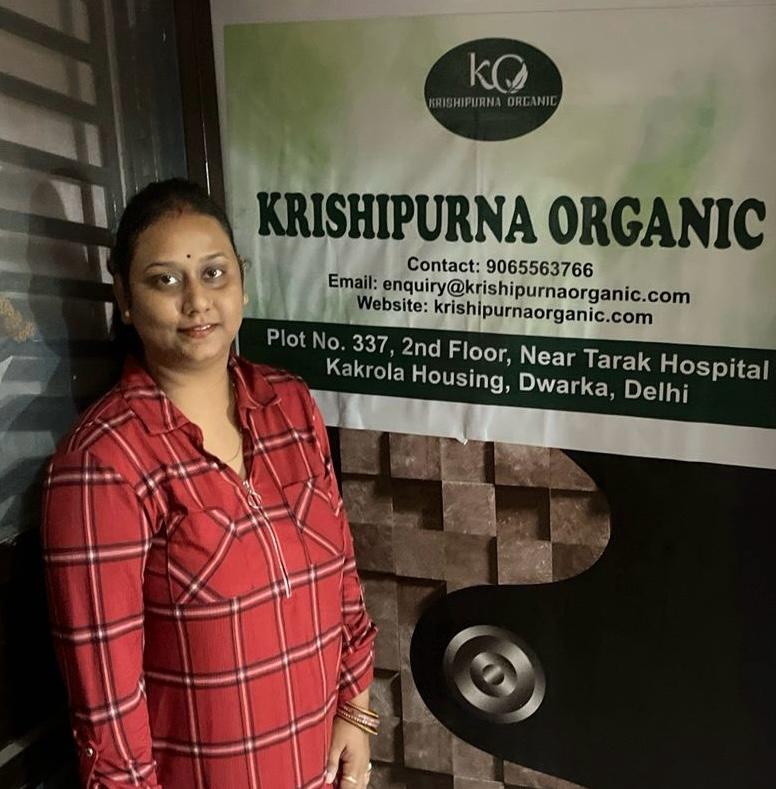 kO
KRISHIPURNA ORGANIC
KRISHIPURNA ORGANIC
Contact: 9065563766
Email: enquiry@krishipurnaorganic.com
Website: krishipurnaorganic.com
Plot No. 337, 2nd Floor, Near Tarak Hospital
Kakrola Housing, Dwarka, Delhi